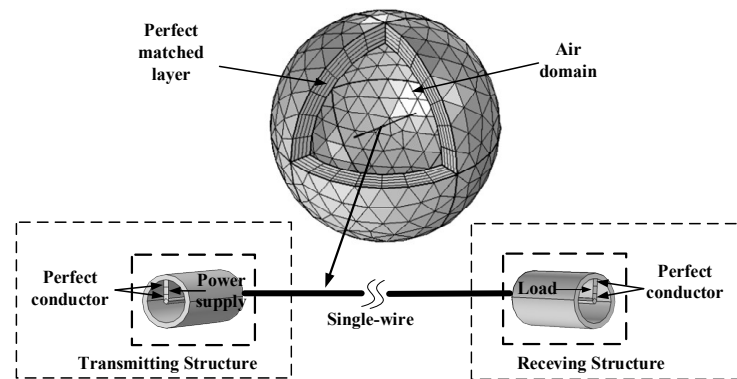 Perfect
matched
layer
Air
domain
Perfect
conductor
Power
supply
Single-wire
Load
Perfect
conductor
Transmitting Structure
Receving Structure